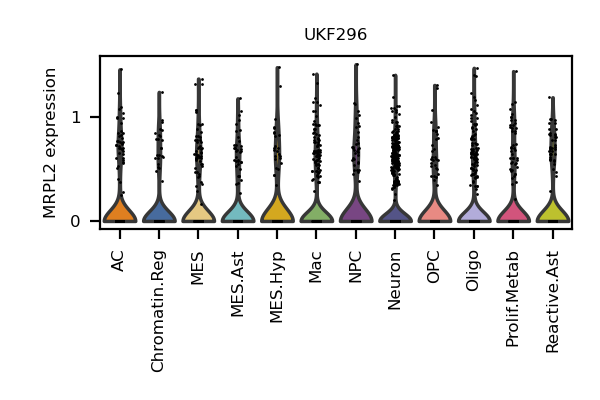 UKF296
MRPL2 expression
1
0
AC
Chromatin.Reg
MES
MES.Ast
MES.Hyp
Mac
NPC
Neuron
OPC
Oligo
Prolif.Metab
Reactive.Ast